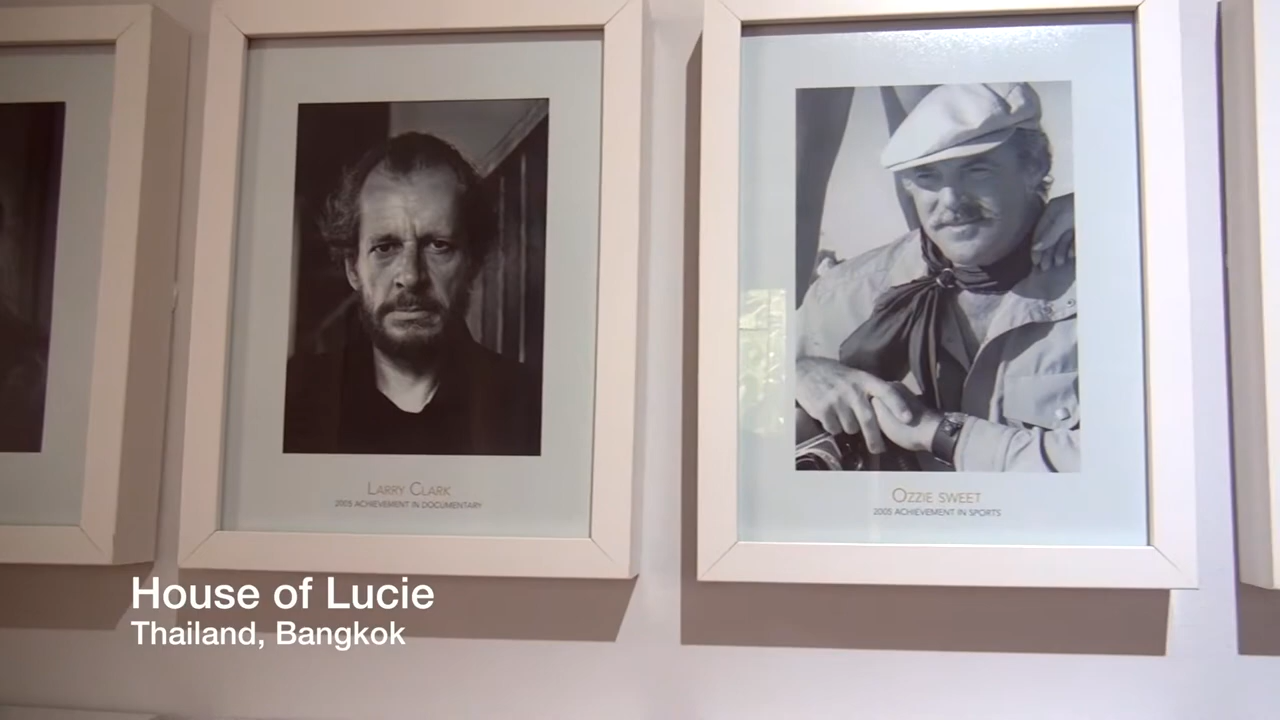 Larry Clark
2005 ACHIEVEMENT IN DOCUMENTARY
Ozzie sweet
2005 ACHIEVEMENT IN SPORTS
House of Lucie
Thailand, Bangkok